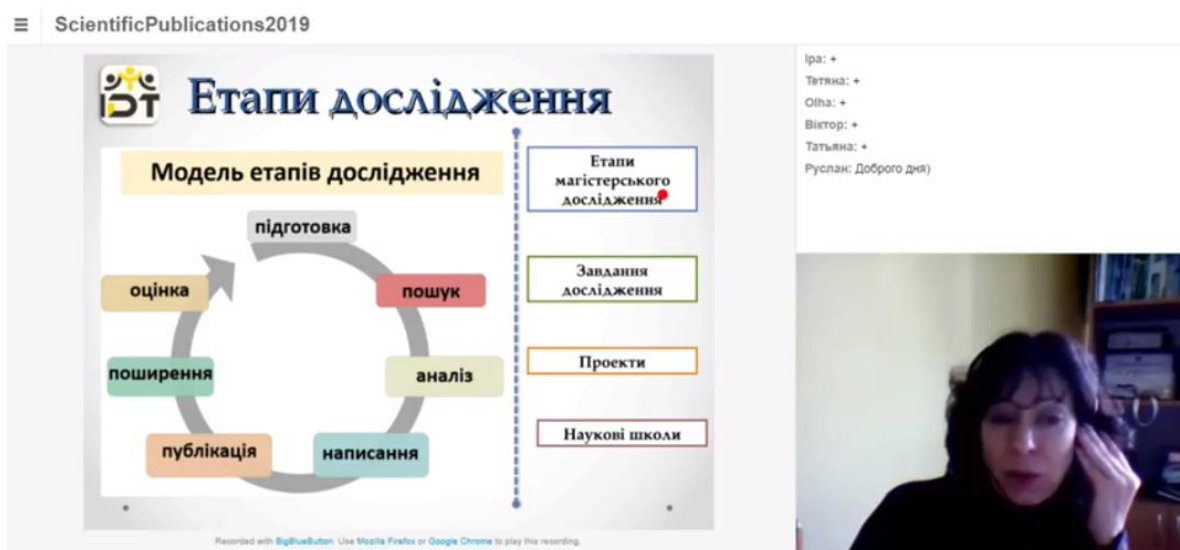 ScientificPublications2019
IDT
Етапи дослідження
Модель етапів дослідження
підготовка
пошук
аналіз
написання
публікація
поширення
оцінка
Етапи
магістерського
дослідження
Завдання
дослідження
Проекти
Наукові школи
Recorded with BigBlueButton. Use Mozilla Firefox or Google Chrome to play this recording.
Іра: +
Тетяна: +
Olha: +
Віктор: +
Татьяна: +
Руслан: Доброго дня)